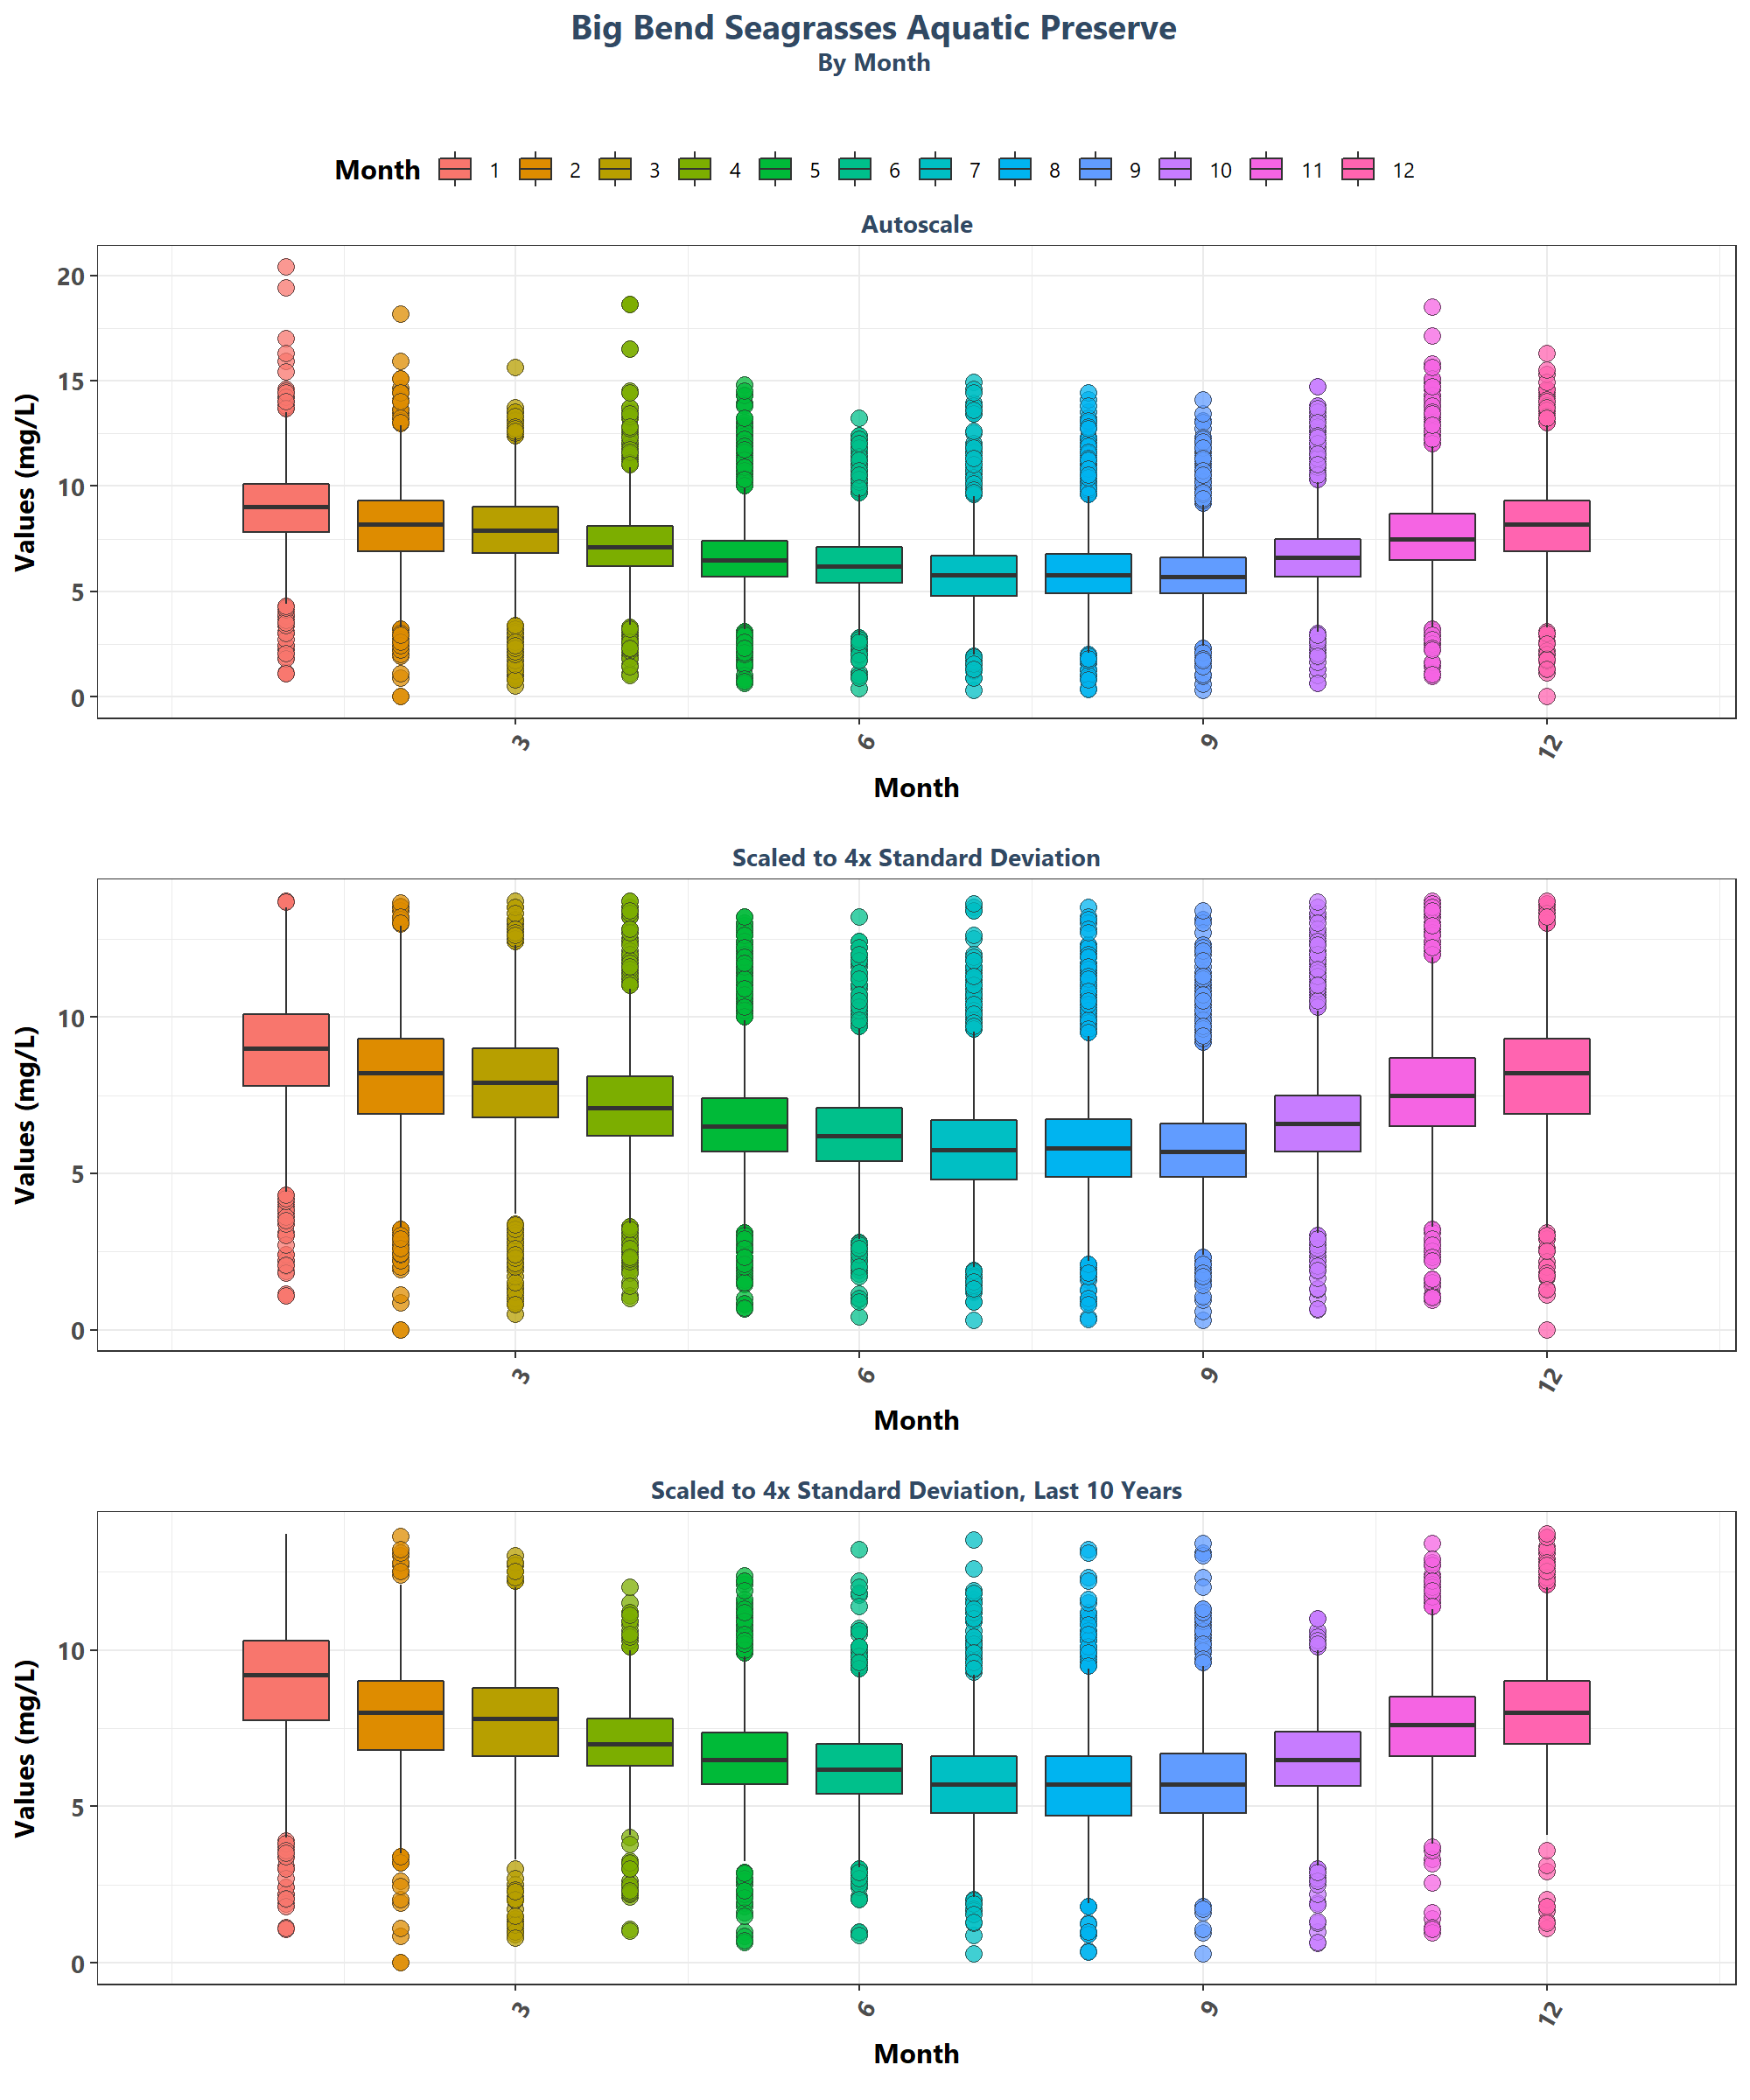 Big Bend Seagrasses Aquatic Preserve
By Month
Month 1 2 3 4 5 6 7 8 9 10 11 12
Autoscale
Values (mg/L)
20
15
10
5
0
3 6 9 12
Month
Scaled to 4x Standard Deviation
Values (mg/L)
10
5
0
3 6 9 12
Month
Scaled to 4x Standard Deviation, Last 10 Years
Values (mg/L)
10
5
0
3 6 9 12
Month